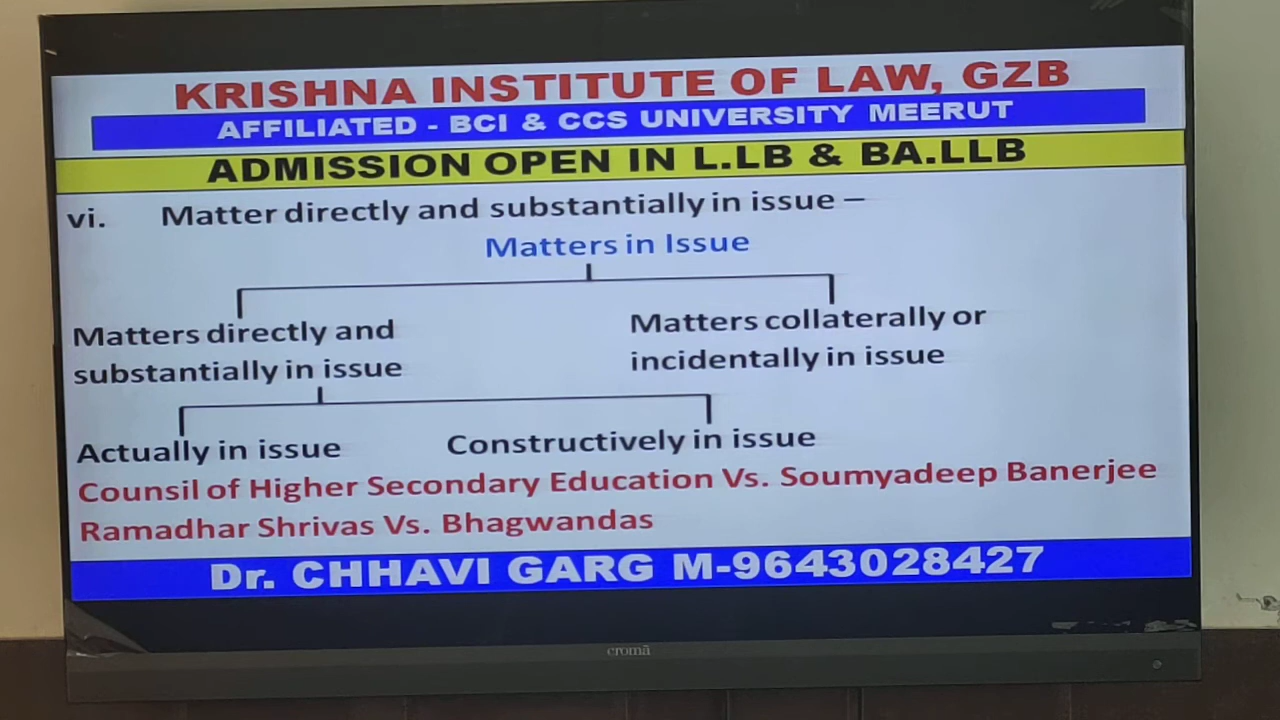 KRISHNA INSTITUTE OF LAW, GZB
AFFILIATED - BCI & CCS UNIVERSITY MEERUT
ADMISSION OPEN IN L.LB & BA.LLB
vi. Matter directly and substantially in issue –
Matters in Issue
Matters directly and
substantially in issue
Matters collaterally or
incidentally in issue
Actually in issue
Constructively in issue
Counsil of Higher Secondary Education Vs. Soumyadeep Banerjee
Ramadhar Shrivas Vs. Bhagwandas
Dr. CHHAVI GARG M-9643028427
cromā